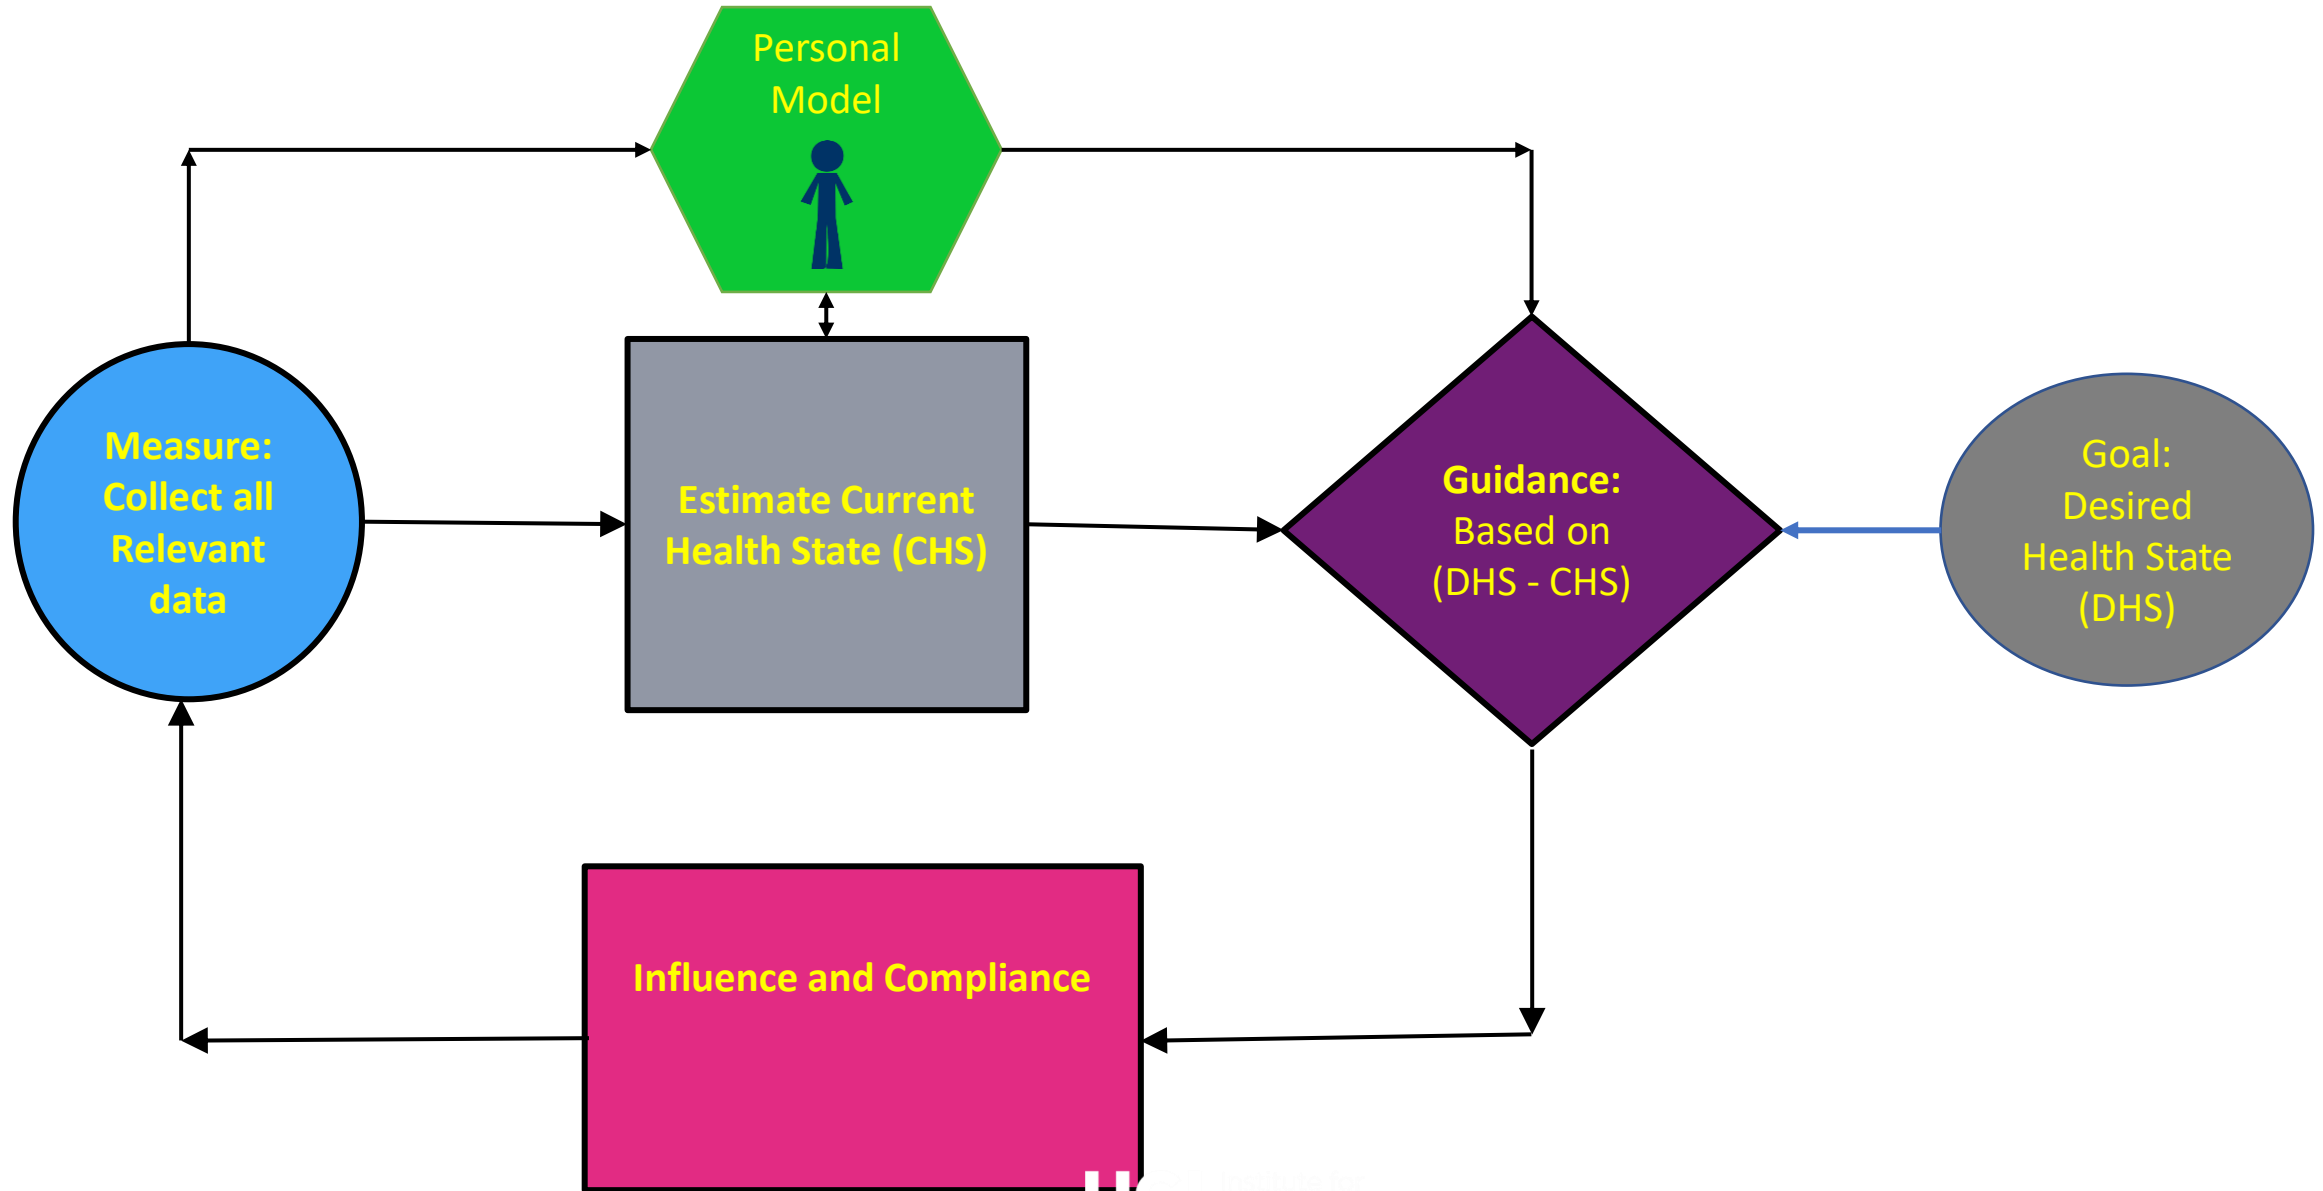 Personal
Model
Measure:
Collect all
Relevant
data
Estimate Current
Health State (CHS)
Guidance:
Based on
(DHS - CHS)
Goal:
Desired
Health State
(DHS)
Influence and Compliance